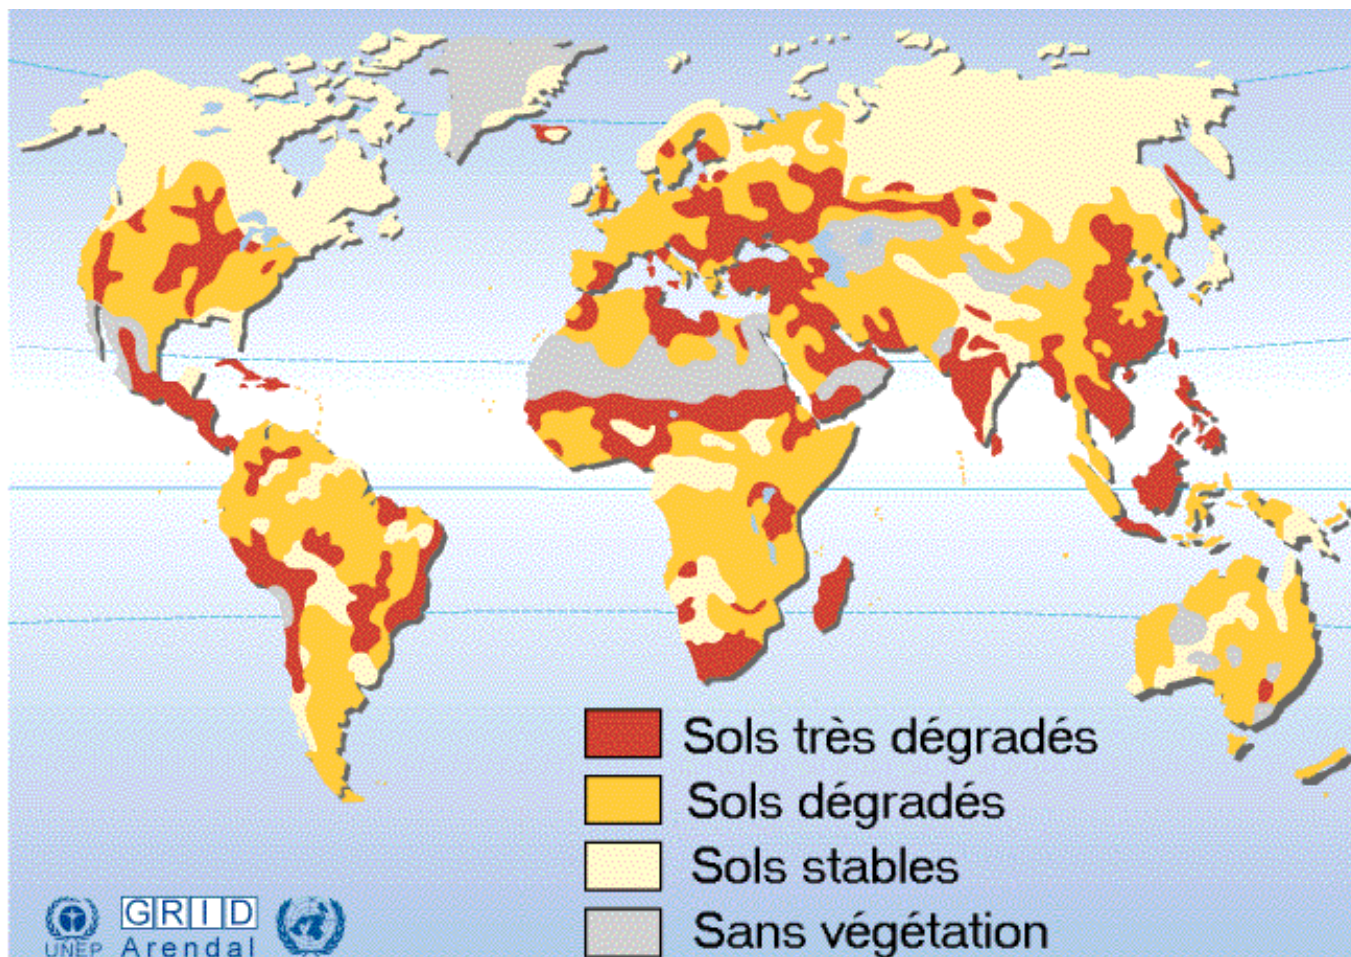 Sols très dégradés
Sols dégradés
Sols stables
Sans végétation
UNEP
GRID
Arendal